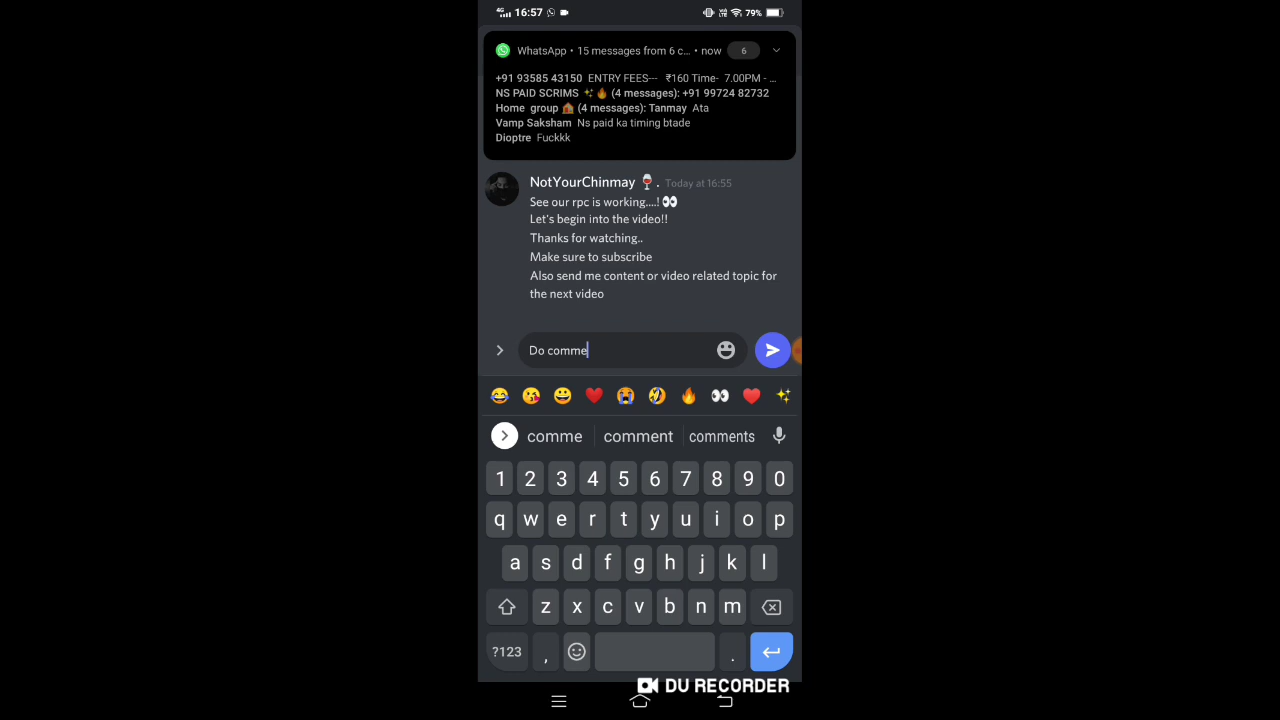 4G 16:57 79%
WhatsApp • 15 messages from 6 c... • now 6
+91 93585 43150 ENTRY FEES--- ₹160 Time- 7.00PM - ...
NS PAID SCRIMS ✨🔥 (4 messages): +91 99724 82732
Home group 🏠 (4 messages): Tanmay Ata
Vamp Saksham Ns paid ka timing btade
Dioptre Fuckkk
NotYourChinmay 🍷. Today at 16:55
See our rpc is working....! 👀
Let's begin into the video!!
Thanks for watching..
Make sure to subscribe
Also send me content or video related topic for
the next video
Do comme
😂 😘 😀 ❤️ 😭 🤣 🔥 👀 ♥️ ✨
comme comment comments
1 2 3 4 5 6 7 8 9 0
q w e r t y u i o p
a s d f g h j k l
z x c v b n m
?123 , .
DU RECORDER